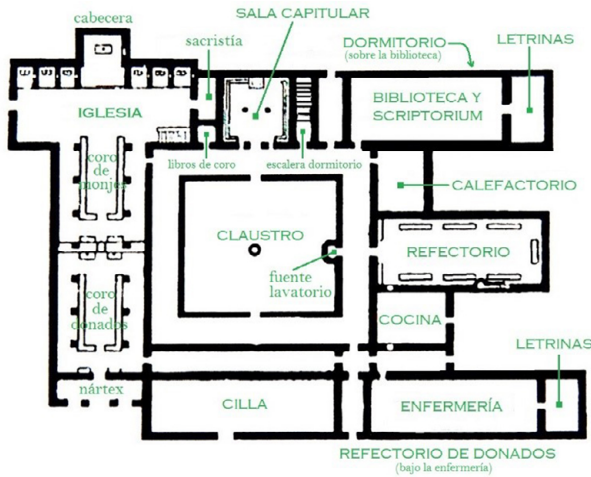 cabecera
SALA CAPITULAR
sacristía
DORMITORIO
(sobre la biblioteca)
LETRINAS
IGLESIA
BIBLIOTECA Y
SCRIPTORIUM
coro
de
monjes
libros de coro
escalera dormitorio
CALEFACTORIO
CLAUSTRO
REFECTORIO
fuente
lavatorio
coro
de
donados
COCINA
LETRINAS
nártex
CILLA
ENFERMERÍA
REFECTORIO DE DONADOS
(bajo la enfermería)